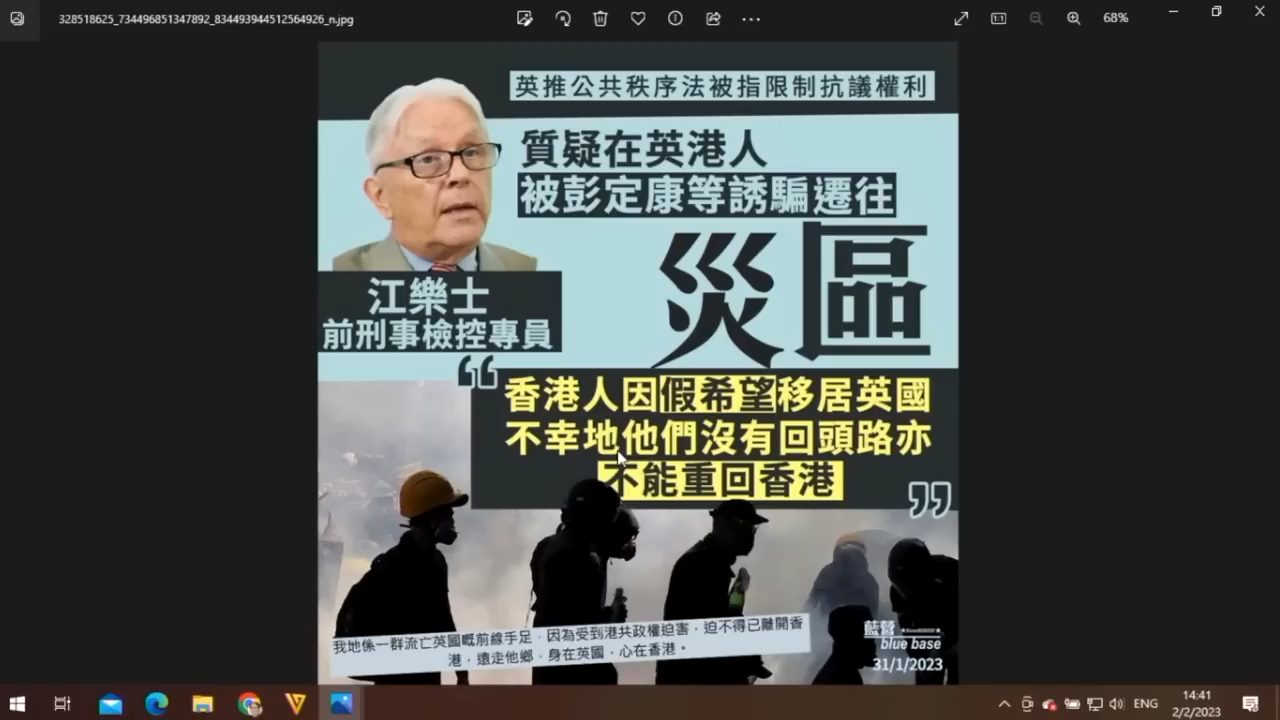 328518625_734496851347892_834493944512564926_n.jpg
68%
英推公共秩序法被指限制抗議權利
質疑在英港人
被彭定康等誘騙遷往
災區
江樂士
前刑事檢控專員
“香港人因假希望移居英國
不幸地他們沒有回頭路亦
不能重回香港”
我地係一群流亡英國嘅前線手足，因為受到港共政權迫害，迫不得已離開香
港，遠走他鄉，身在英國，心在香港。
藍營
blue base
31/1/2023
ENG
14:41
2/2/2023